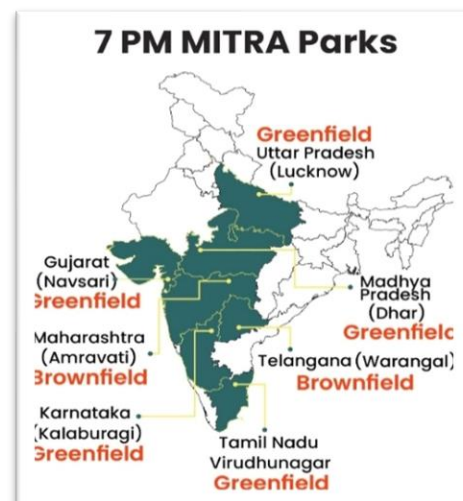 7 PM MITRA Parks
Greenfield
Uttar Pradesh
(Lucknow)
Gujarat
(Navsari)
Greenfield
Madhya
Pradesh
(Dhar)
Greenfield
Maharashtra
(Amravati)
Brownfield
Telangana (Warangal)
Brownfield
Karnataka
(Kalaburagi)
Greenfield
Tamil Nadu
Virudhunagar
Greenfield